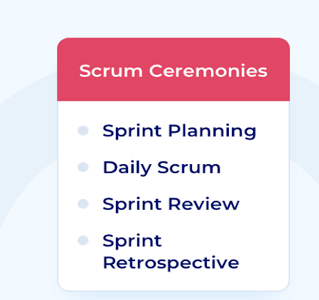 Scrum Ceremonies
Sprint Planning
Daily Scrum
Sprint Review
Sprint
Retrospective